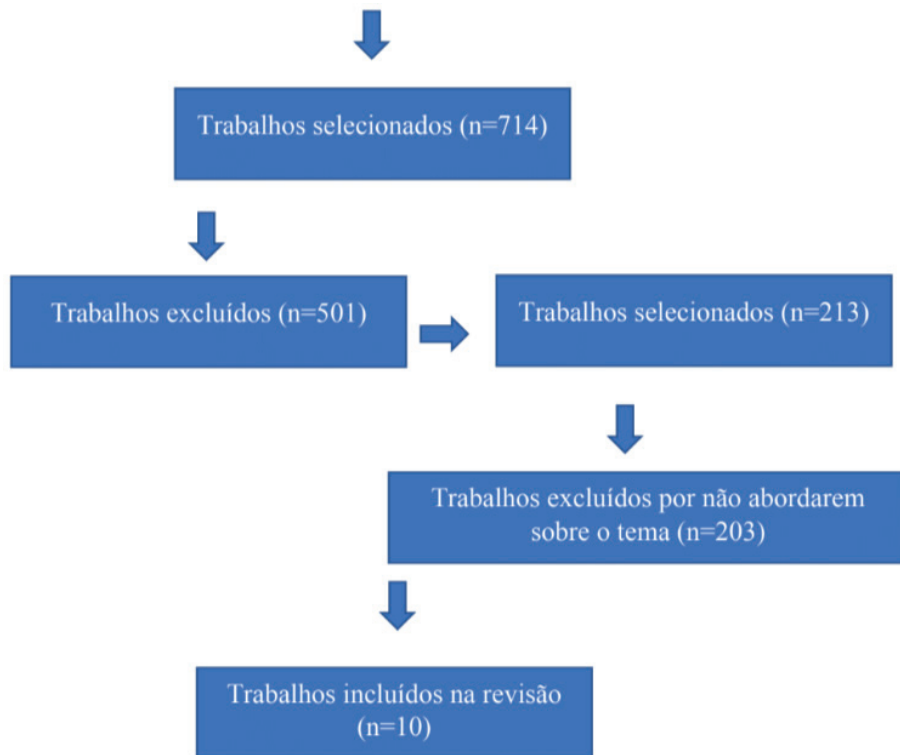 Trabalhos selecionados (n=714)
Trabalhos excluídos (n=501)
Trabalhos selecionados (n=213)
Trabalhos excluídos por não abordarem
sobre o tema (n=203)
Trabalhos incluídos na revisão
(n=10)